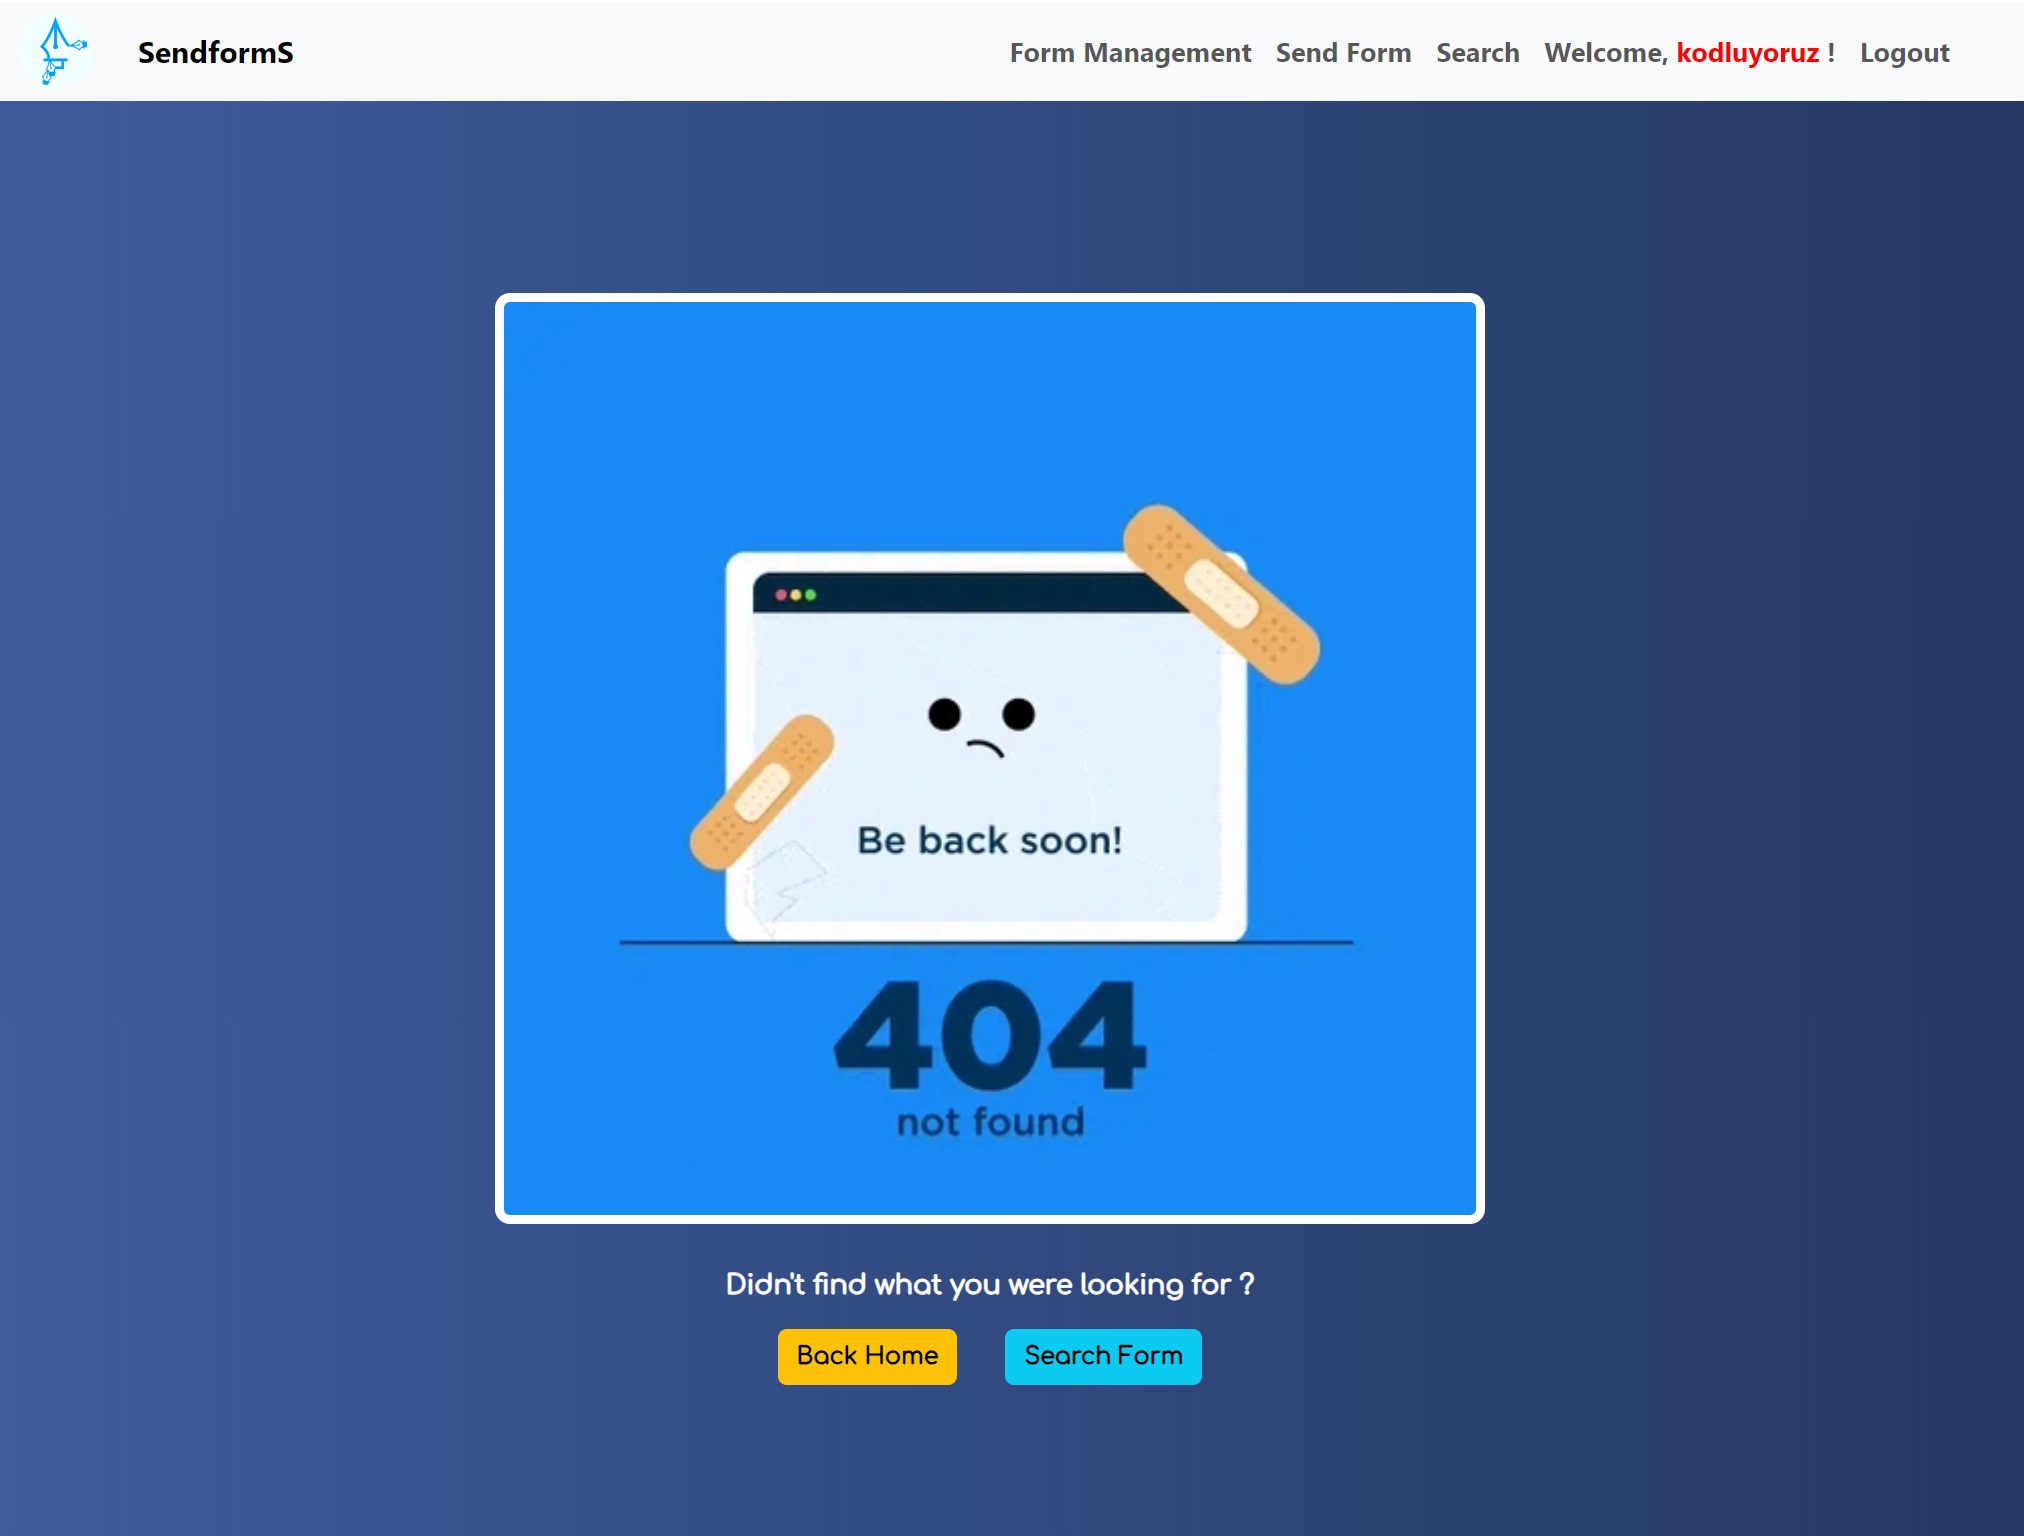 SendformS
Form Management Send Form Search Welcome, kodluyoruz ! Logout
Be back soon!
404
not found
Didn't find what you were looking for ?
Back Home
Search Form